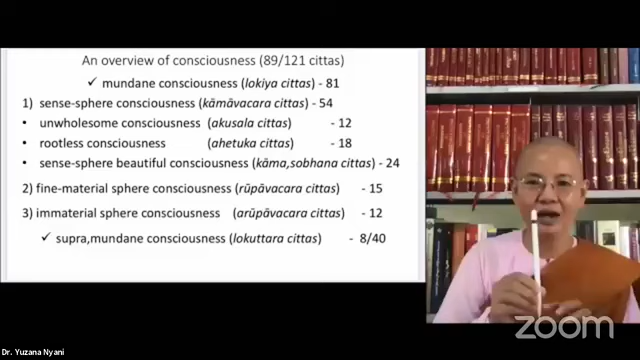 An overview of consciousness (89/121 cittas)
✓ mundane consciousness (lokiya cittas) - 81
1) sense-sphere consciousness (kāmāvacara cittas) - 54
• unwholesome consciousness (akusala cittas) - 12
• rootless consciousness (ahetuka cittas) - 18
• sense-sphere beautiful consciousness (kāma,sobhana cittas) - 24
2) fine-material sphere consciousness (rūpāvacara cittas) - 15
3) immaterial sphere consciousness (arūpāvacara cittas) - 12
✓ supra,mundane consciousness (lokuttara cittas) - 8/40
zoom
Dr. Yuzana Nyani